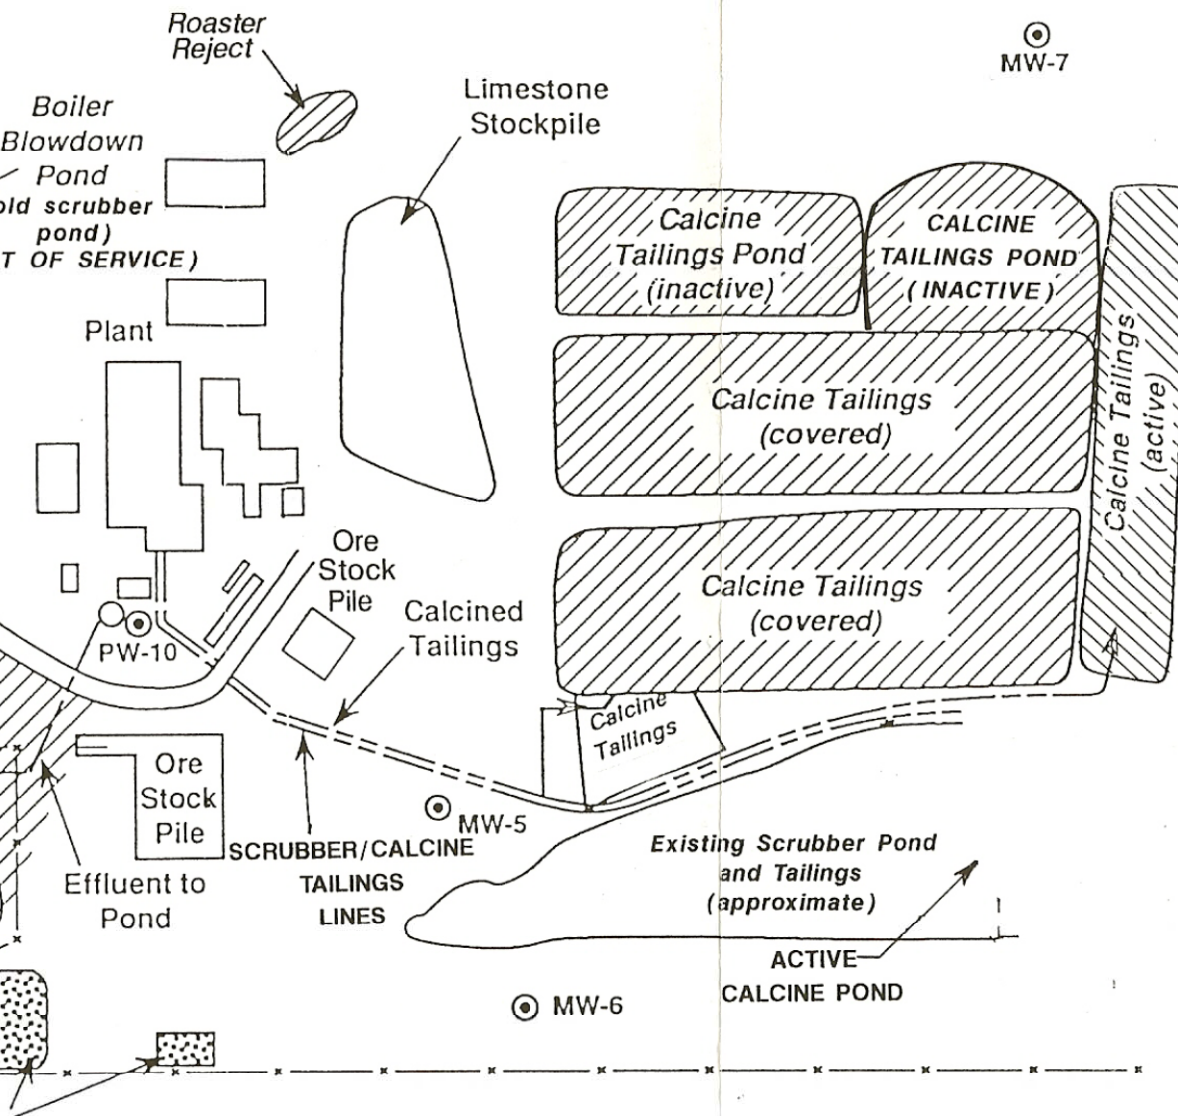 Roaster
Reject
MW-7
Limestone
Stockpile
Boiler
Blowdown
Pond
old scrubber
pond)
T OF SERVICE)
Calcine
Tailings Pond
(inactive)
CALCINE
TAILINGS POND
(INACTIVE)
Plant
Calcine Tailings
(active)
Calcine Tailings
(covered)
Ore
Stock
Pile
Calcined
Tailings
Calcine Tailings
(covered)
PW-10
Calcine
Tailings
Ore
Stock
Pile
MW-5
SCRUBBER/CALCINE
TAILINGS
LINES
Effluent to
Pond
Existing Scrubber Pond
and Tailings
(approximate)
ACTIVE
CALCINE POND
MW-6